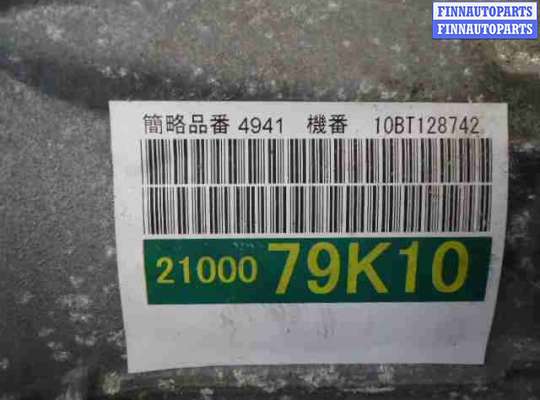 FINNAUTOPARTS
FINNAUTOPARTS
簡略品番 4941 機番 10BT128742
21000 79K10